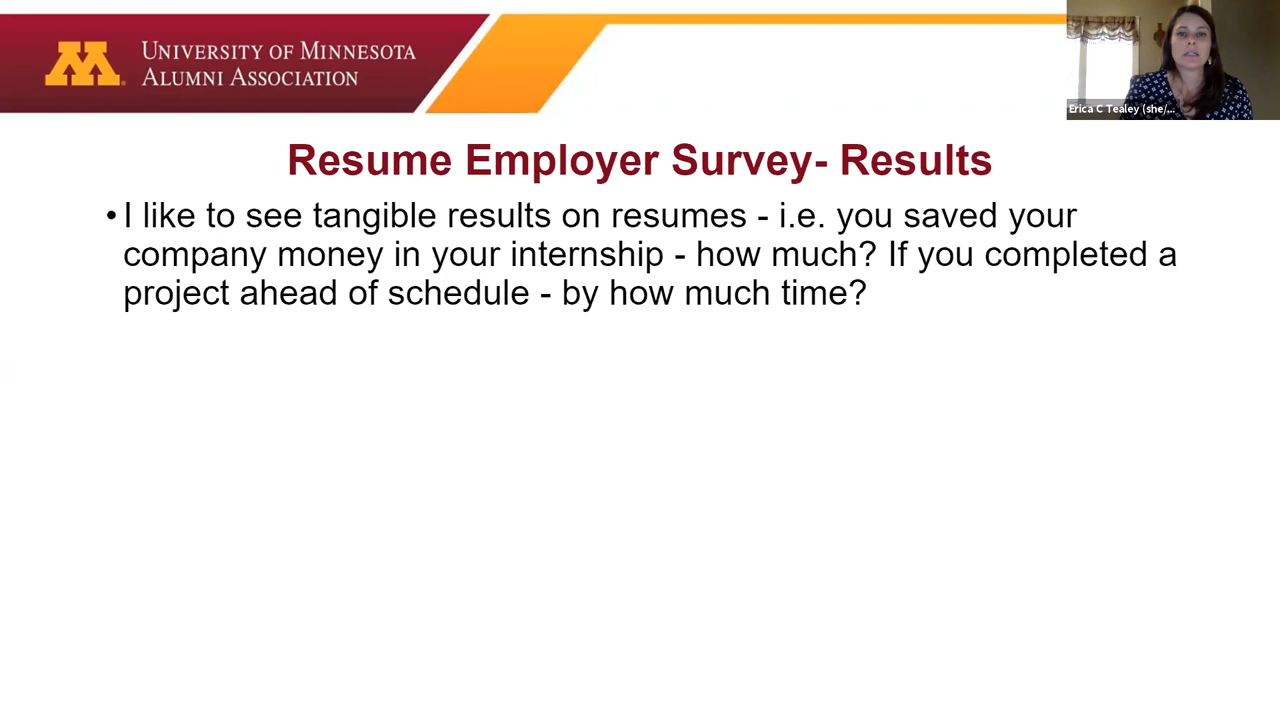 UNIVERSITY OF MINNESOTA
ALUMNI ASSOCIATION
Erica C Tealey (she/...
Resume Employer Survey- Results
•I like to see tangible results on resumes - i.e. you saved your
company money in your internship - how much? If you completed a
project ahead of schedule - by how much time?